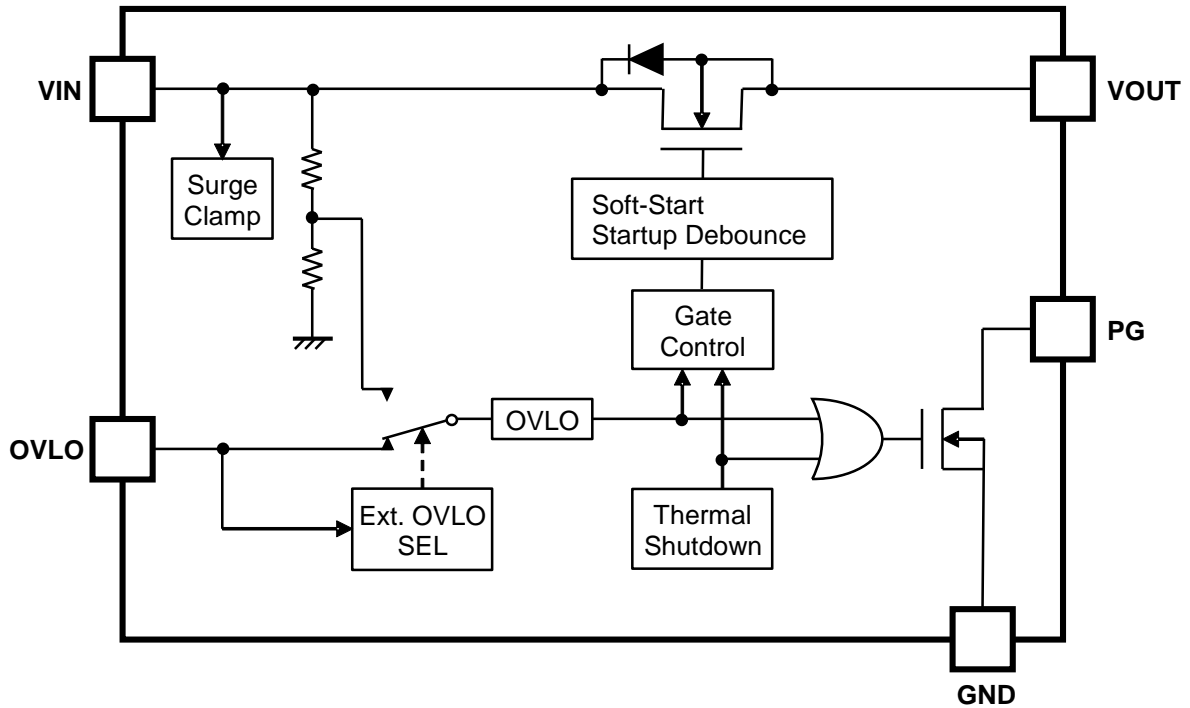 VIN
VOUT
Surge
Clamp
Soft-Start
Startup Debounce
Gate
Control
PG
OVLO
OVLO
Ext. OVLO
SEL
Thermal
Shutdown
GND